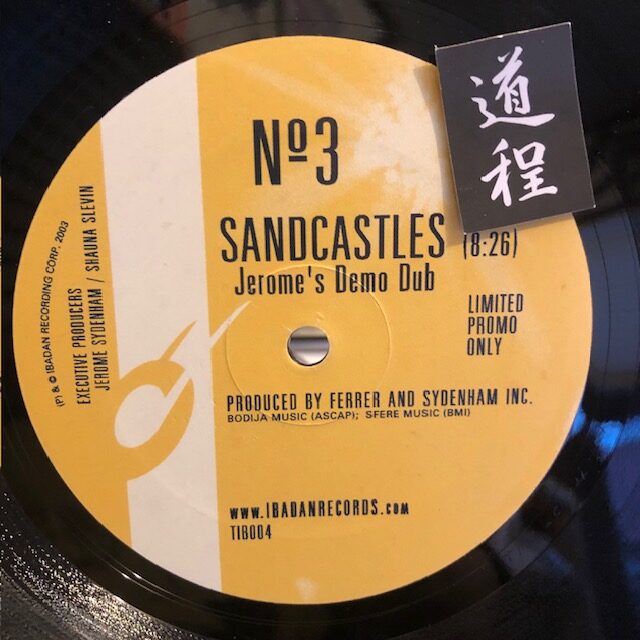 Nº3
SANDCASTLES (8:26)
Jerome's Demo Dub
LIMITED
PROMO
ONLY
PRODUCED BY FERRER AND SYDENHAM INC.
BODIJA MUSIC (ASCAP); SFERE MUSIC (BMI)
www.IBADANRECORDS.com
TIB004
(P) & © IBADAN RECORDING CORP. 2003
EXECUTIVE PRODUCERS
JEROME SYDENHAM / SHAUNA SLEVIN
道程